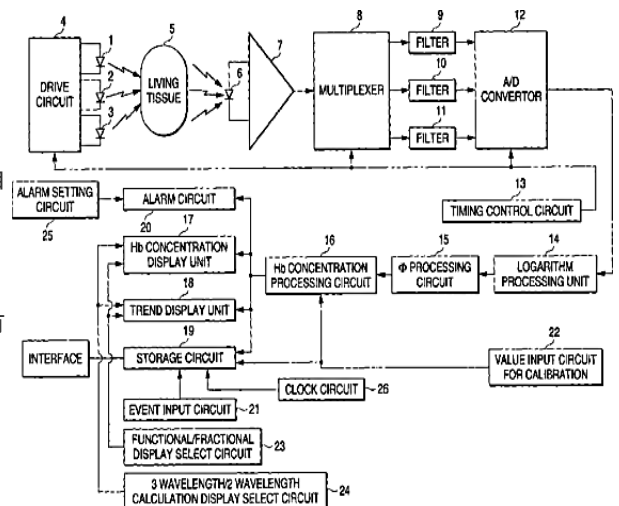 4
1
5
2
3
6
7
8
9
12
DRIVE
CIRCUIT
LIVING
TISSUE
MULTIPLEXER
FILTER
10
FILTER
11
FILTER
A/D
CONVERTOR
13
TIMING CONTROL CIRCUIT
ALARM SETTING
CIRCUIT
25
ALARM CIRCUIT
20
17
Hb CONCENTRATION
DISPLAY UNIT
18
TREND DISPLAY UNIT
19
INTERFACE
STORAGE CIRCUIT
16
Hb CONCENTRATION
PROCESSING CIRCUIT
15
Φ PROCESSING
CIRCUIT
14
LOGARITHM
PROCESSING UNIT
22
VALUE INPUT CIRCUIT
FOR CALIBRATION
CLOCK CIRCUIT
26
EVENT INPUT CIRCUIT
21
FUNCTIONAL/FRACTIONAL
DISPLAY SELECT CIRCUIT
23
3 WAVELENGTH/2 WAVELENGTH
CALCULATION DISPLAY SELECT CIRCUIT
24